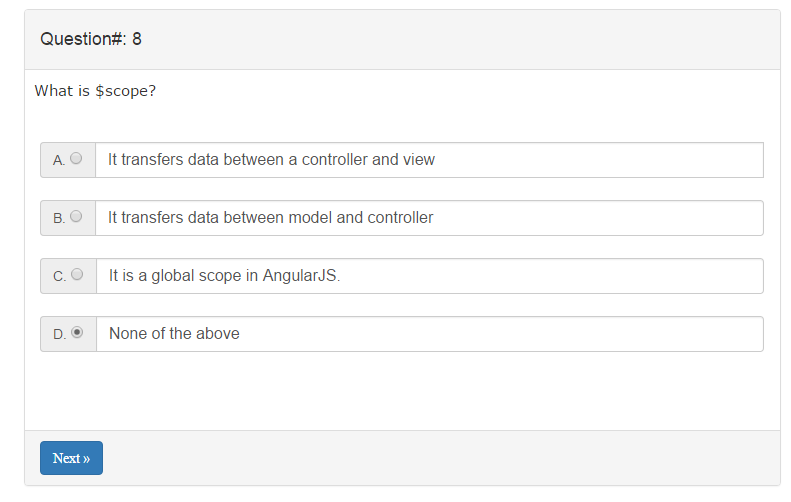 Question#: 8
What is $scope?
A. It transfers data between a controller and view
B. It transfers data between model and controller
C. It is a global scope in AngularJS.
D. None of the above
Next »